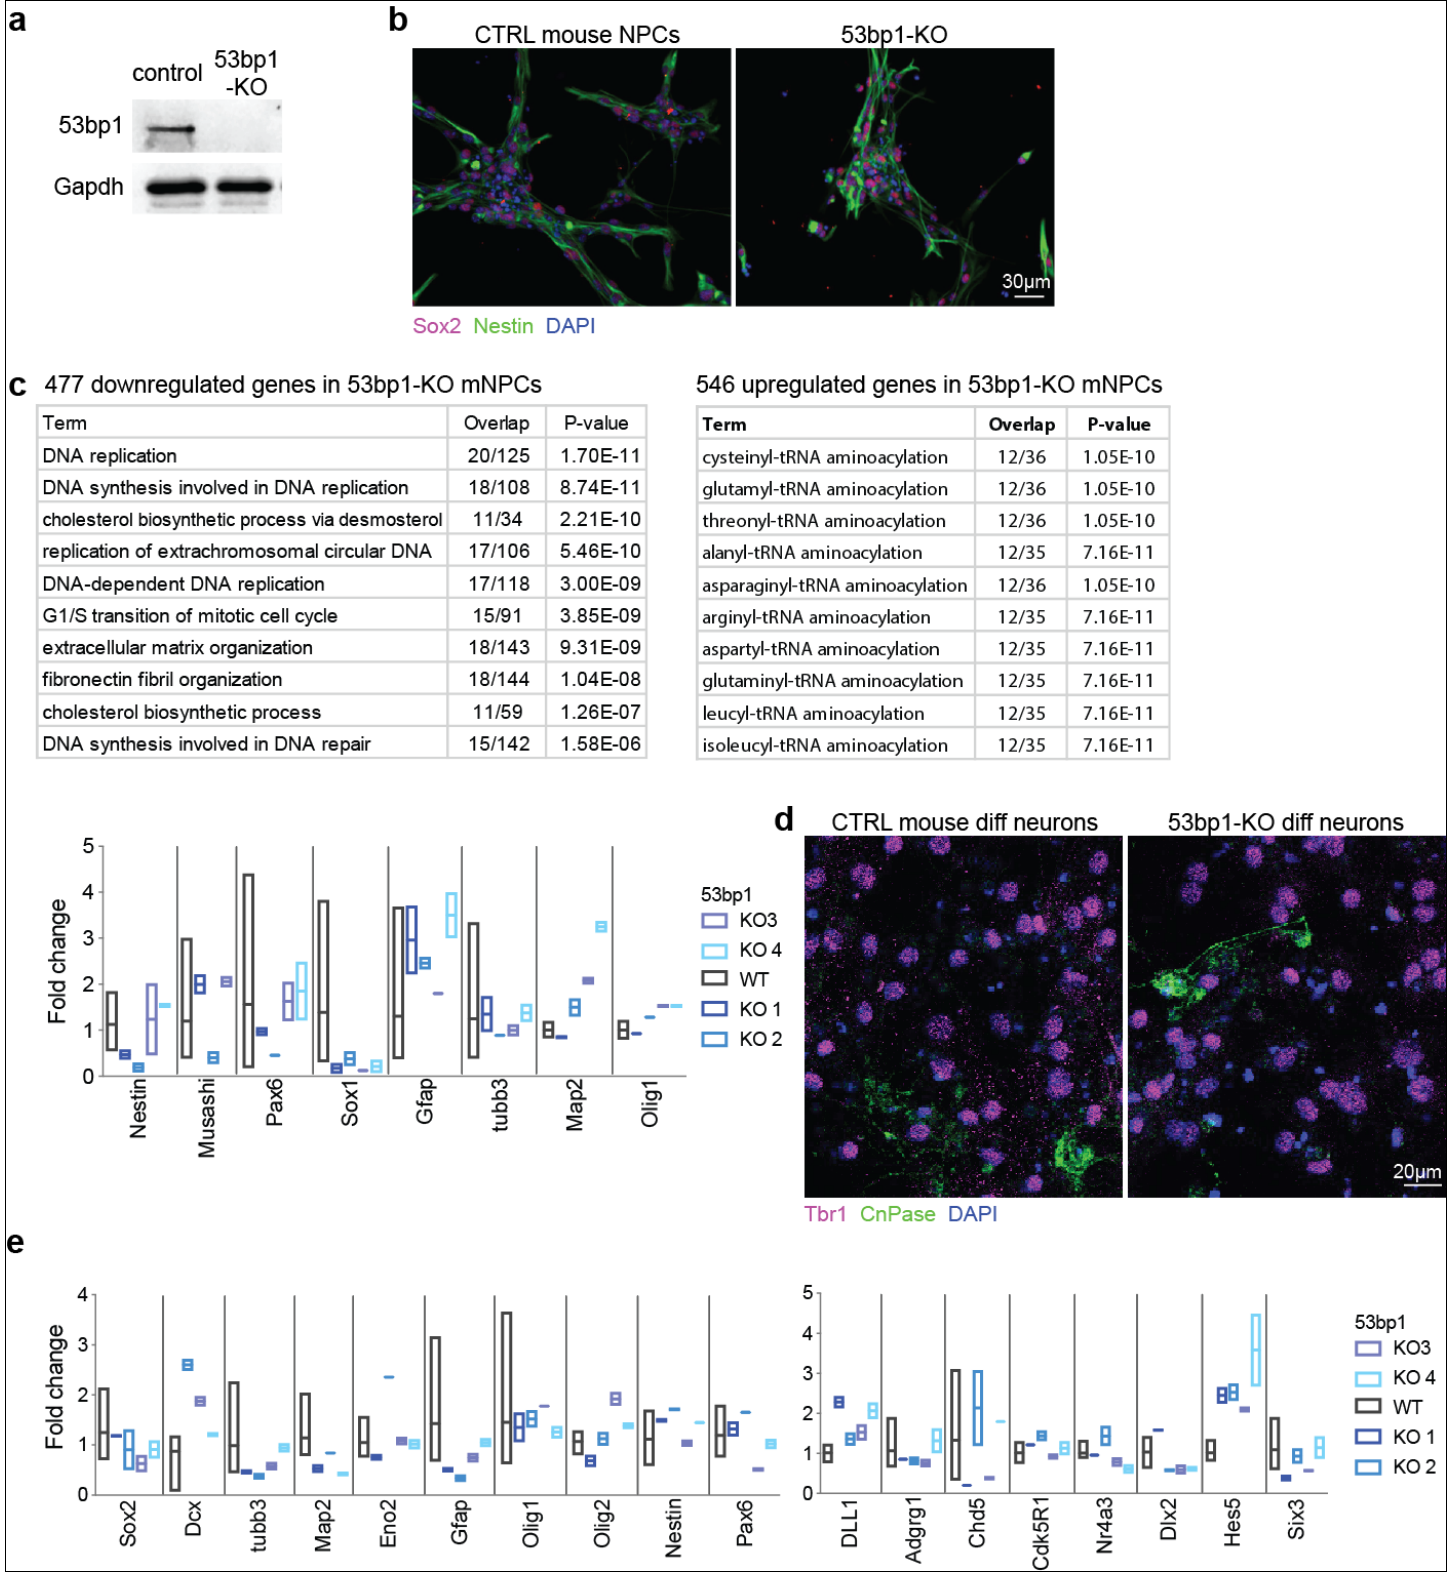 a
control
53bp1
-KO
53bp1
Gapdh
b
CTRL mouse NPCs
53bp1-KO
30µm
Sox2 Nestin DAPI
c
477 downregulated genes in 53bp1-KO mNPCs
Term Overlap P-value
DNA replication 20/125 1.70E-11
DNA synthesis involved in DNA replication 18/108 8.74E-11
cholesterol biosynthetic process via desmosterol 11/34 2.21E-10
replication of extrachromosomal circular DNA 17/106 5.46E-10
DNA-dependent DNA replication 17/118 3.00E-09
G1/S transition of mitotic cell cycle 15/91 3.85E-09
extracellular matrix organization 18/143 9.31E-09
fibronectin fibril organization 18/144 1.04E-08
cholesterol biosynthetic process 11/59 1.26E-07
DNA synthesis involved in DNA repair 15/142 1.58E-06
546 upregulated genes in 53bp1-KO mNPCs
Term Overlap P-value
cysteinyl-tRNA aminoacylation 12/36 1.05E-10
glutamyl-tRNA aminoacylation 12/36 1.05E-10
threonyl-tRNA aminoacylation 12/36 1.05E-10
alanyl-tRNA aminoacylation 12/35 7.16E-11
asparaginyl-tRNA aminoacylation 12/36 1.05E-10
arginyl-tRNA aminoacylation 12/35 7.16E-11
aspartyl-tRNA aminoacylation 12/35 7.16E-11
glutaminyl-tRNA aminoacylation 12/35 7.16E-11
leucyl-tRNA aminoacylation 12/35 7.16E-11
isoleucyl-tRNA aminoacylation 12/35 7.16E-11
Fold change
5
4
3
2
1
0
Nestin
Musashi
Pax6
Sox1
Gfap
tubb3
Map2
Olig1
53bp1
KO3
KO 4
WT
KO 1
KO 2
d
CTRL mouse diff neurons
53bp1-KO diff neurons
20µm
Tbr1 CnPase DAPI
e
Fold change
4
3
2
1
0
Sox2
Dcx
tubb3
Map2
Eno2
Gfap
Olig1
Olig2
Nestin
Pax6
5
4
3
2
1
0
DLL1
Adgrg1
Chd5
Cdk5R1
Nr4a3
Dlx2
Hes5
Six3
53bp1
KO3
KO 4
WT
KO 1
KO 2